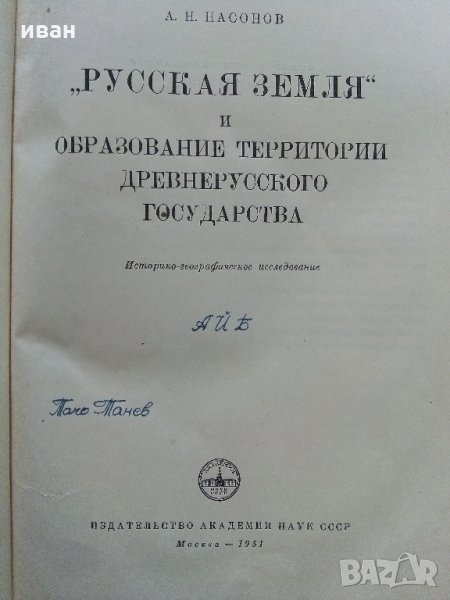 иван
А. Н. НАСОНОВ
„РУССКАЯ ЗЕМЛЯ“
И
ОБРАЗОВАНИЕ ТЕРРИТОРИИ
ДРЕВНЕРУССКОГО
ГОСУДАРСТВА
Историко-географическое исследование
АЙБ
Тачо Танев
ИЗДАТЕЛЬСТВО АКАДЕМИИ НАУК СССР
Москва — 1951
BAZAR